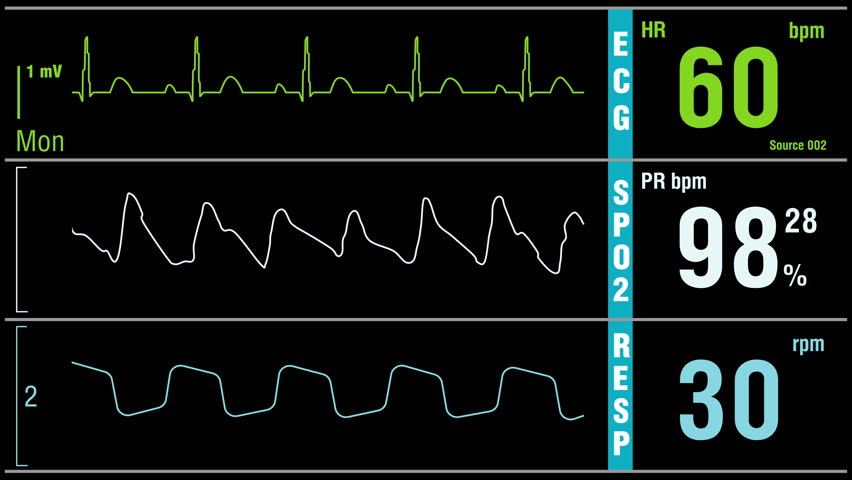 1 mV
Mon
ECG
HR
bpm
60
Source 002
SPO2
PR bpm
98
28
%
2
RESP
rpm
30